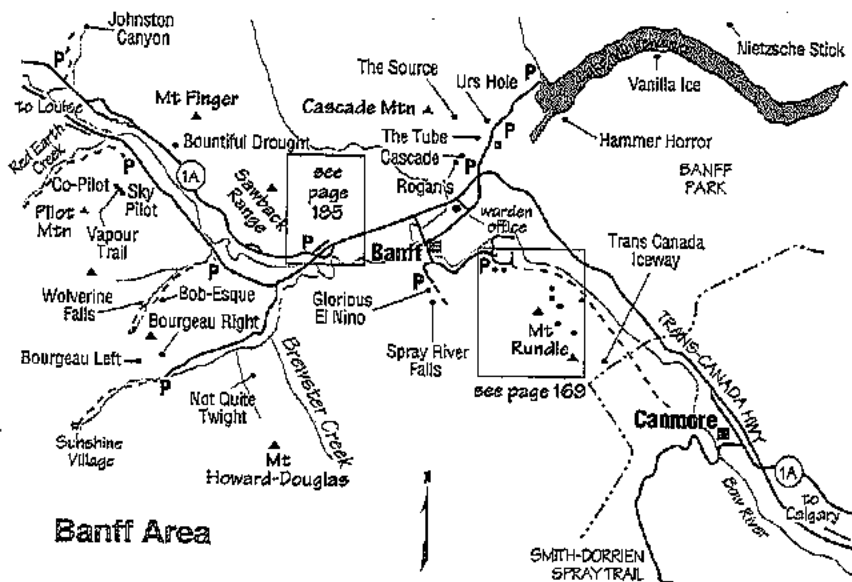 Johnston
Canyon
P
to Louise
Mt Finger
Bountiful Drought
Red Earth
Creek
1A
Sawback
Range
P
Co-Pilot
Sky
Pilot
Pilot
Mtn
Vapour
Trail
Wolverine
Falls
P
Bob-Esque
Bourgeau Right
Bourgeau Left
P
Sunshine
Village
Not Quite
Twight
Brewster Creek
Mt
Howard-Douglas
The Source
Urs Hole
P
Cascade Mtn
The Tube
P
Cascade
P
Rogan's
see
page
185
P
Banff
warden
office
Glorious
El Nino
P
Spray River
Falls
P
Mt
Rundle
see page 169
Nietzsche Stick
Vanilla Ice
Hammer Horror
BANFF
PARK
Trans Canada
Iceway
TRANS-CANADA HWY
Canmore
1A
to
Calgary
Bow River
SMITH-DORRIEN
SPRAY TRAIL
Banff Area